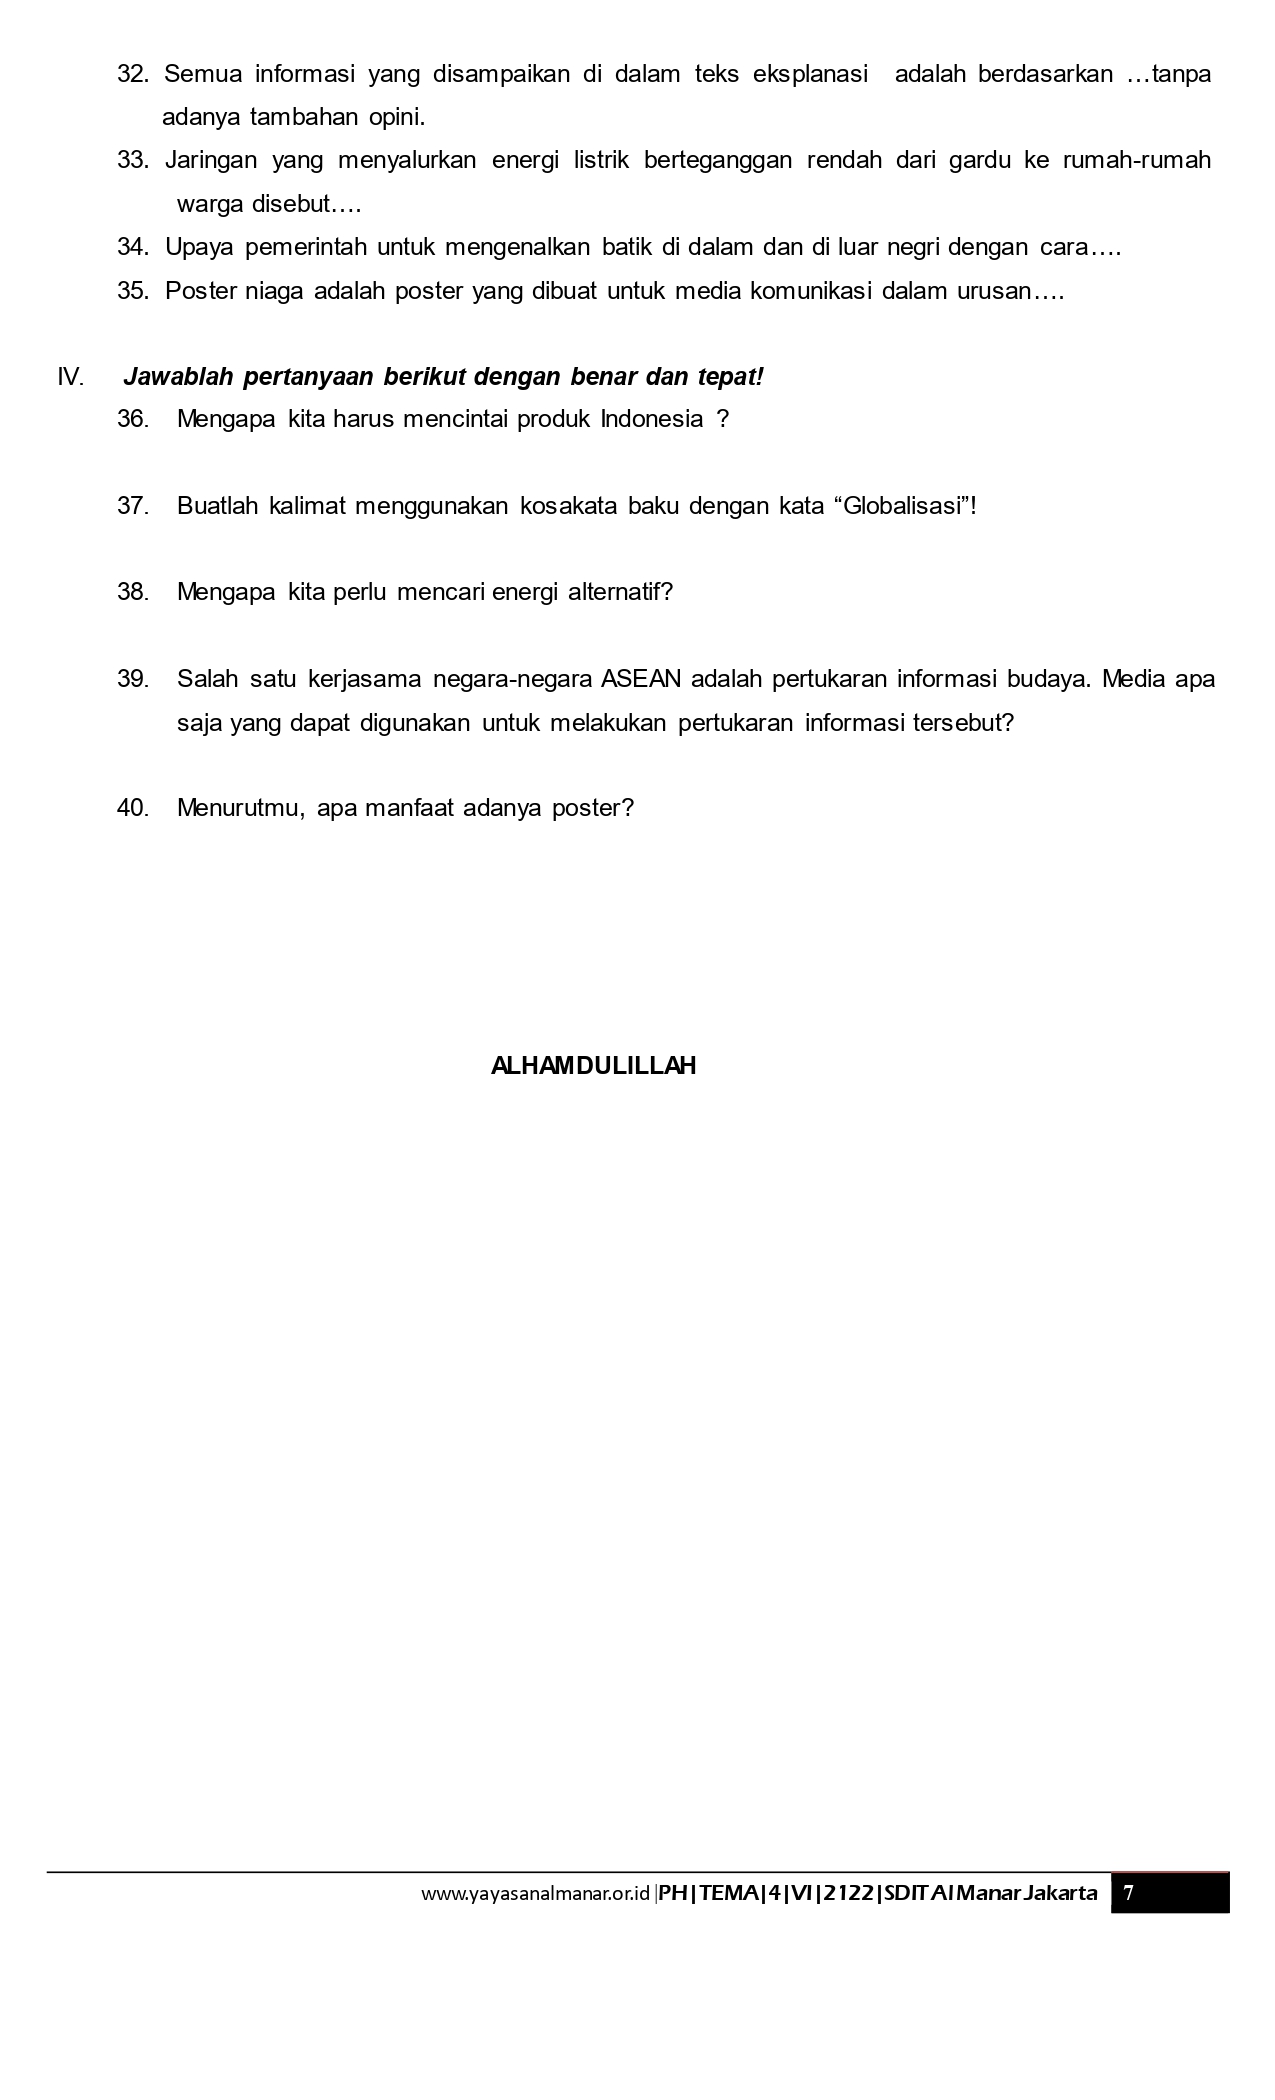 32. Semua informasi yang disampaikan di dalam teks eksplanasi adalah berdasarkan …tanpa
adanya tambahan opini.
33. Jaringan yang menyalurkan energi listrik berteganggan rendah dari gardu ke rumah-rumah
warga disebut….
34. Upaya pemerintah untuk mengenalkan batik di dalam dan di luar negri dengan cara….
35. Poster niaga adalah poster yang dibuat untuk media komunikasi dalam urusan….
IV. Jawablah pertanyaan berikut dengan benar dan tepat!
36. Mengapa kita harus mencintai produk Indonesia ?
37. Buatlah kalimat menggunakan kosakata baku dengan kata “Globalisasi”!
38. Mengapa kita perlu mencari energi alternatif?
39. Salah satu kerjasama negara-negara ASEAN adalah pertukaran informasi budaya. Media apa
saja yang dapat digunakan untuk melakukan pertukaran informasi tersebut?
40. Menurutmu, apa manfaat adanya poster?
ALHAMDULILLAH
www.yayasanalmanar.or.id |PH|TEMA|4|VI|2122|SDIT Al Manar Jakarta 7